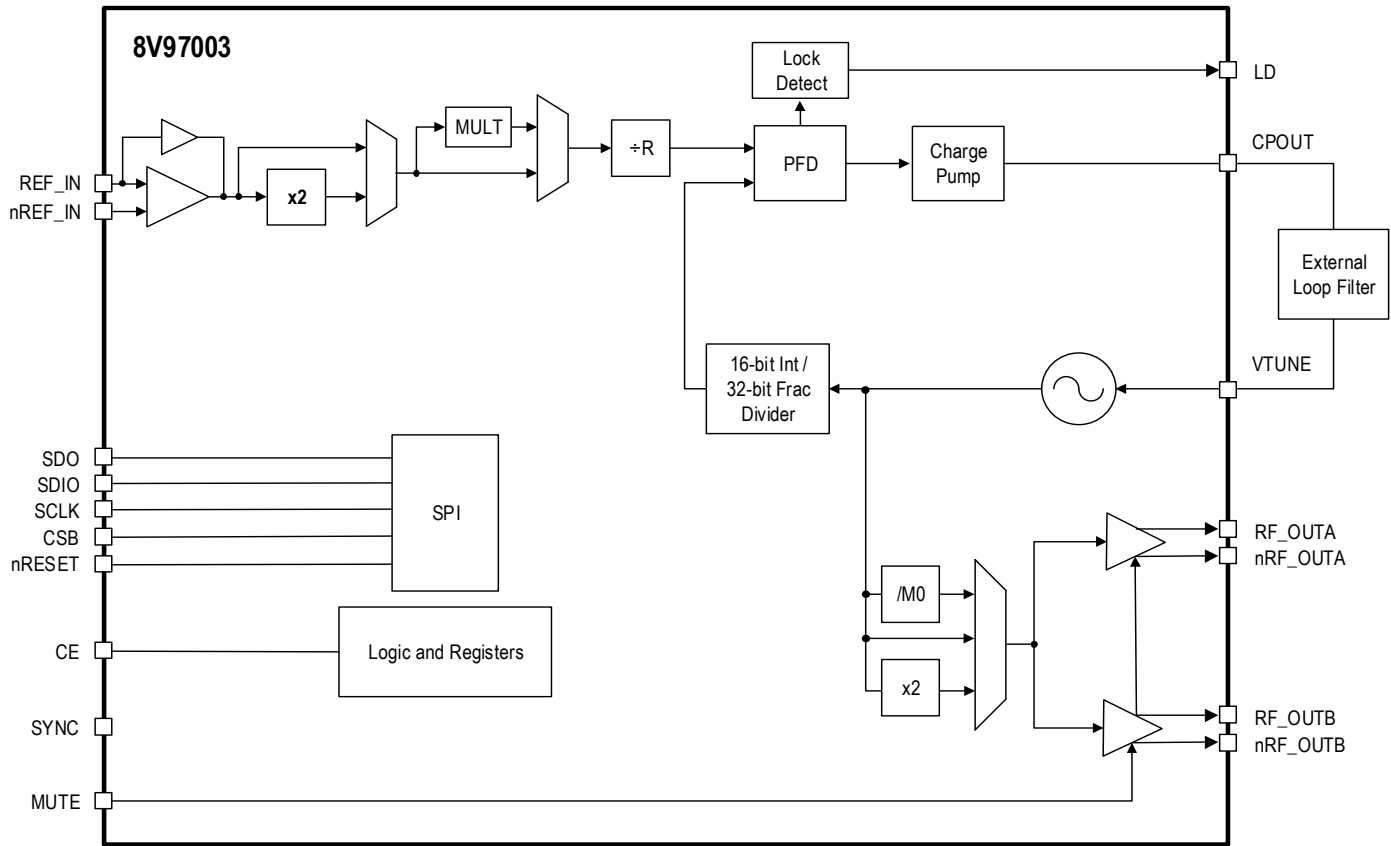 8V97003
Lock
Detect
LD
MULT
÷R
PFD
Charge
Pump
CPOUT
REF_IN
nREF_IN
x2
External
Loop Filter
16-bit Int /
32-bit Frac
Divider
VTUNE
SDO
SDIO
SCLK
CSB
nRESET
SPI
RF_OUTA
nRF_OUTA
/M0
CE
Logic and Registers
x2
SYNC
RF_OUTB
nRF_OUTB
MUTE